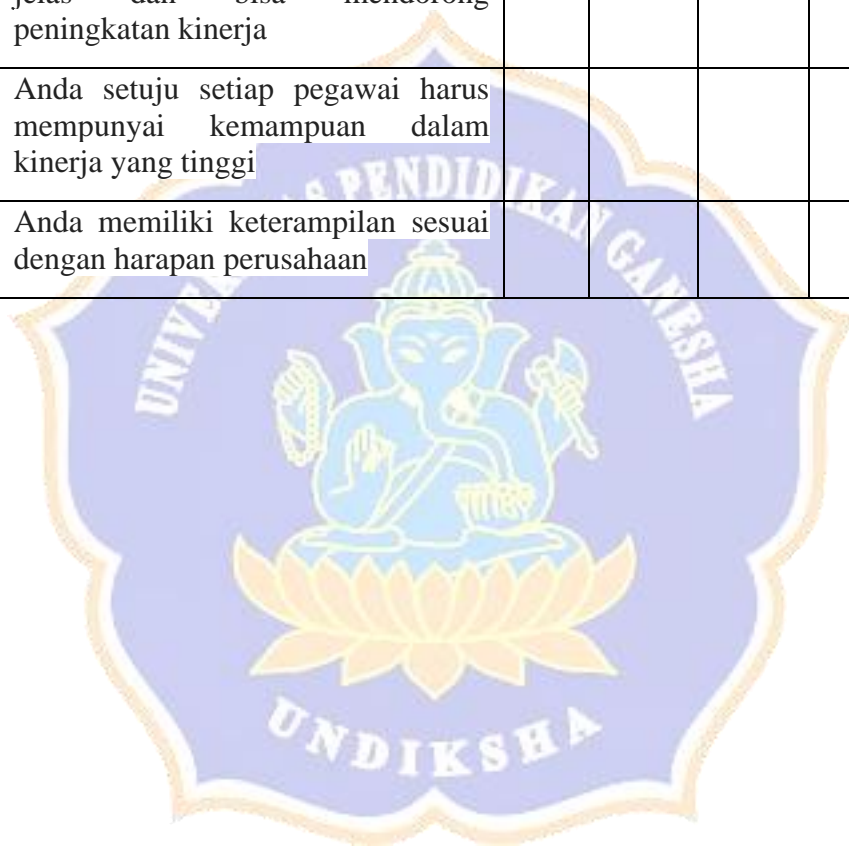 jelas dan bisa mendorong
peningkatan kinerja
Anda setuju setiap pegawai harus
mempunyai kemampuan dalam
kinerja yang tinggi
Anda memiliki keterampilan sesuai
dengan harapan perusahaan
UNIVERSITAS PENDIDIKAN GANESHA
UNDIKSHA